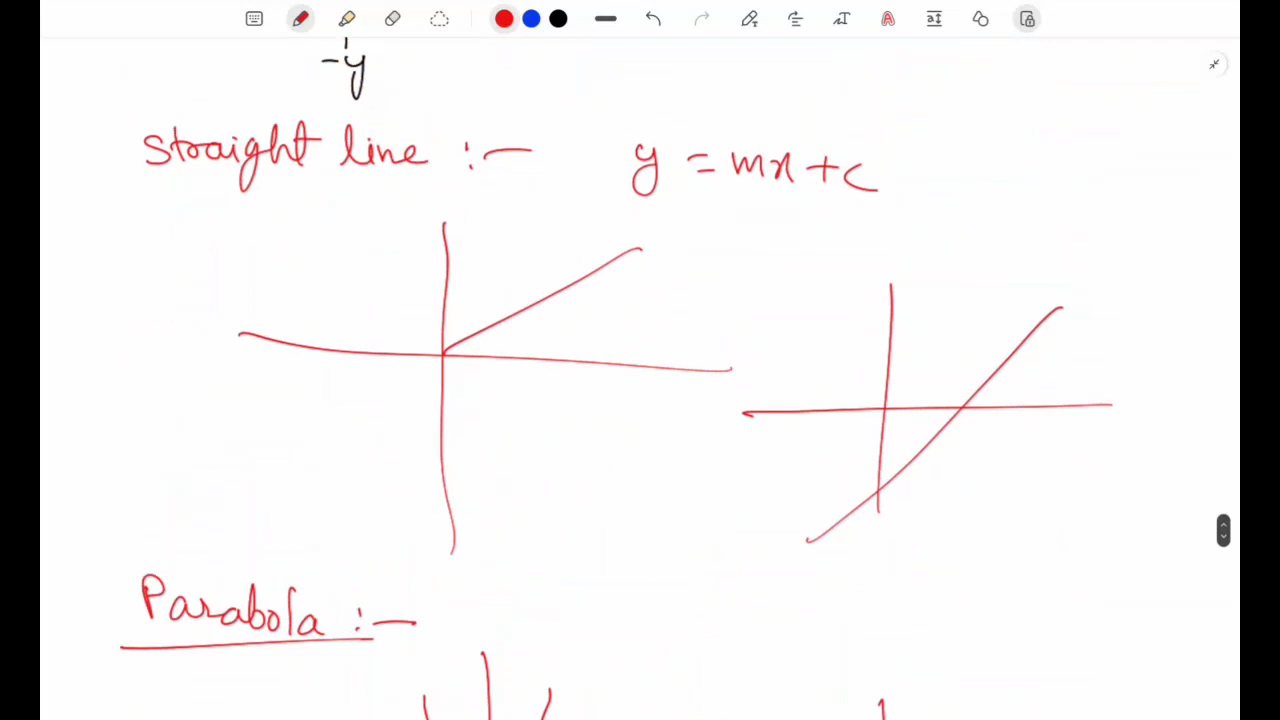 -y
straight line :- y = mx + c
Parabola :-